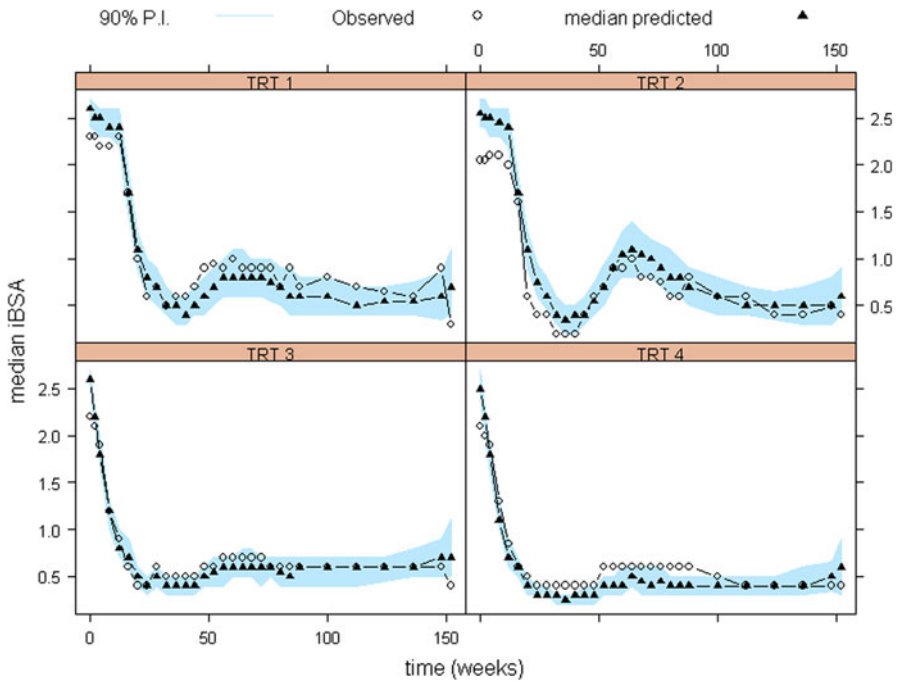 90% P.I. Observed median predicted
0 50 100 150
TRT 1 TRT 2
2.5
2.0
1.5
1.0
0.5
median iBSA
TRT 3 TRT 4
2.5
2.0
1.5
1.0
0.5
0 50 100 150
time (weeks)